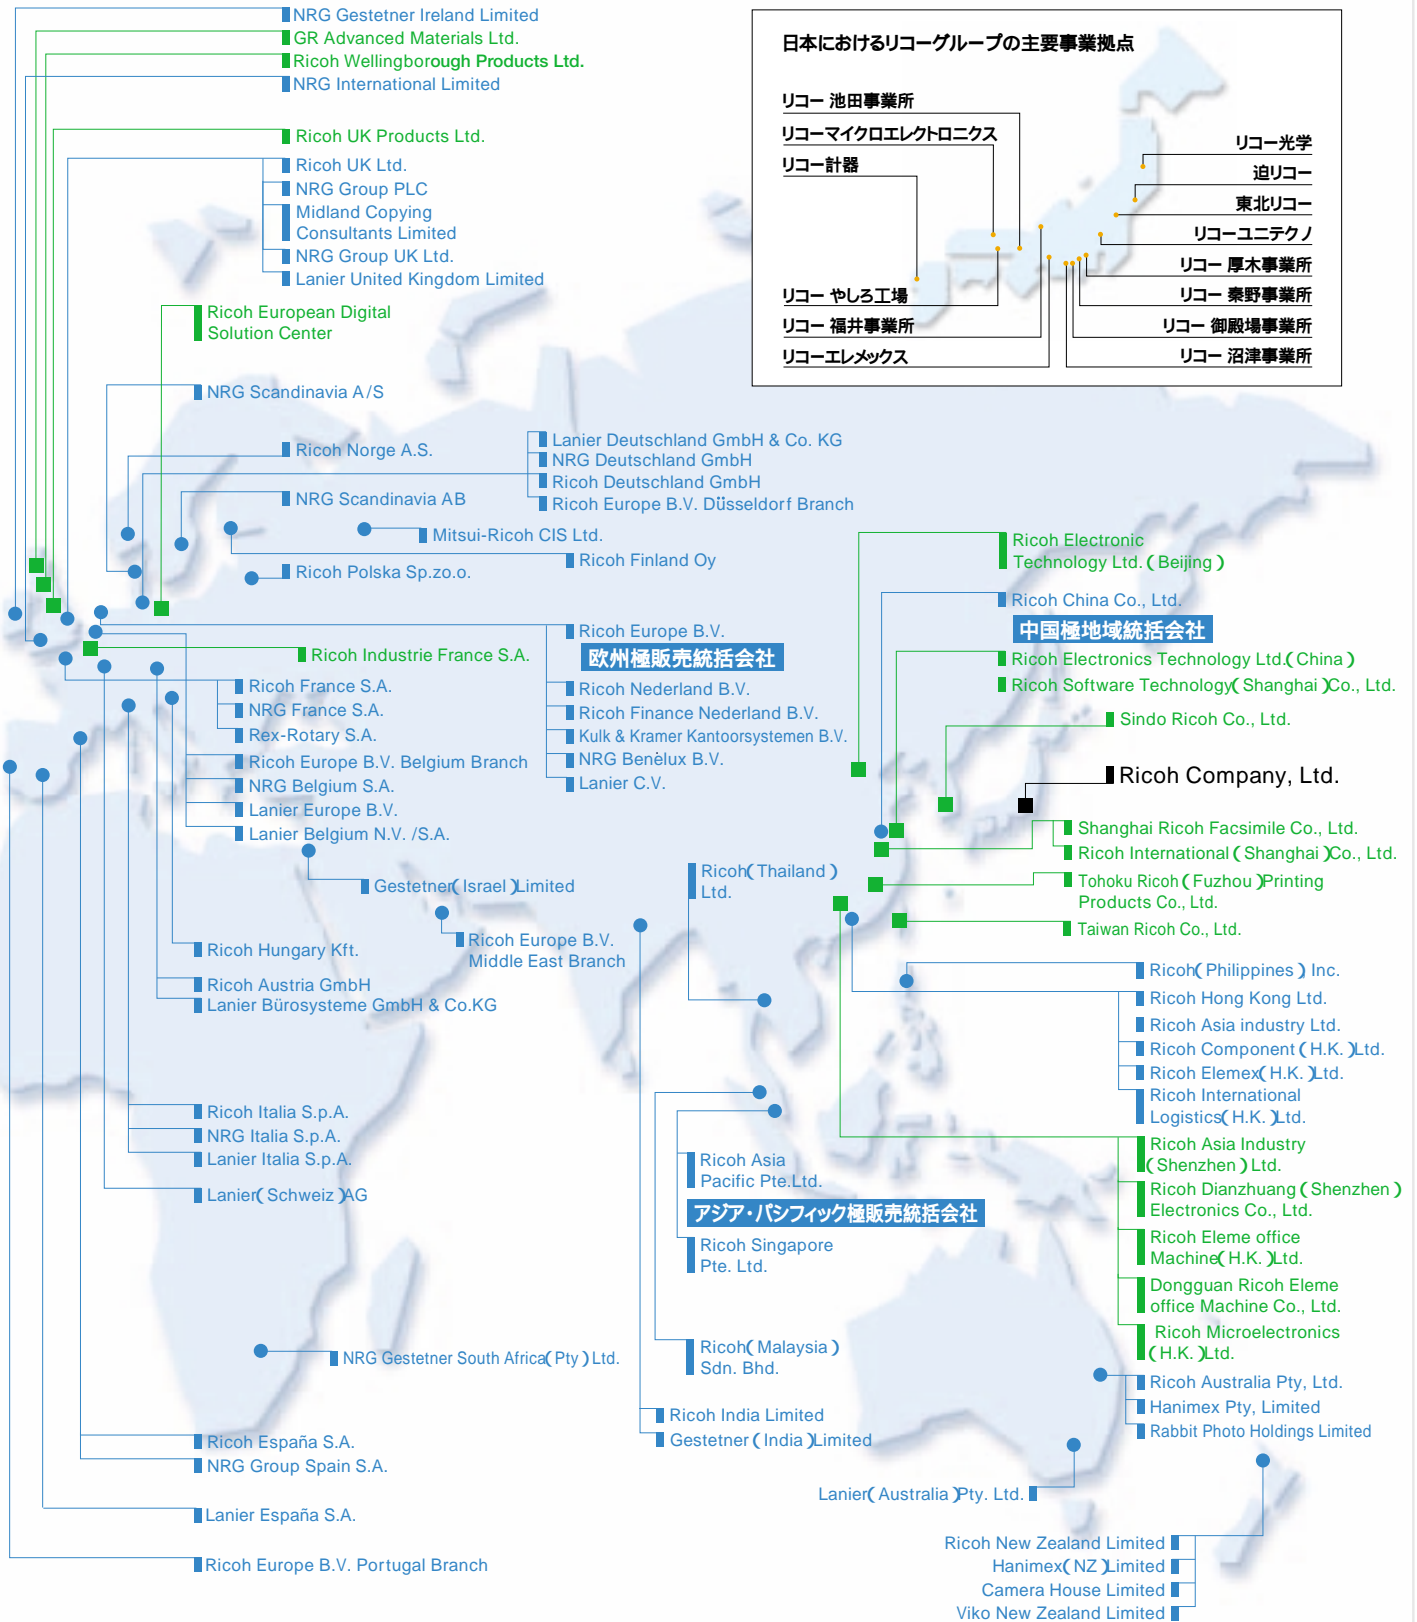 NRG Gestetner Ireland Limited
GR Advanced Materials Ltd.
Ricoh Wellingborough Products Ltd.
NRG International Limited
Ricoh UK Products Ltd.
Ricoh UK Ltd.
NRG Group PLC
Midland Copying
Consultants Limited
NRG Group UK Ltd.
Lanier United Kingdom Limited
Ricoh European Digital
Solution Center
NRG Scandinavia A/S
Ricoh Norge A.S.
NRG Scandinavia AB
Lanier Deutschland GmbH & Co. KG
NRG Deutschland GmbH
Ricoh Deutschland GmbH
Ricoh Europe B.V. Düsseldorf Branch
Mitsui-Ricoh CIS Ltd.
Ricoh Finland Oy
Ricoh Polska Sp.zo.o.
Ricoh Europe B.V.
欧州極販売統括会社
Ricoh Industrie France S.A.
Ricoh Nederland B.V.
Ricoh Finance Nederland B.V.
Kulk & Kramer Kantoorsystemen B.V.
NRG Benelux B.V.
Lanier C.V.
Ricoh France S.A.
NRG France S.A.
Rex-Rotary S.A.
Ricoh Europe B.V. Belgium Branch
NRG Belgium S.A.
Lanier Europe B.V.
Lanier Belgium N.V. /S.A.
Gestetner(Israel)Limited
Ricoh Europe B.V.
Middle East Branch
Ricoh Hungary Kft.
Ricoh Austria GmbH
Lanier Bürosysteme GmbH & Co.KG
Ricoh Italia S.p.A.
NRG Italia S.p.A.
Lanier Italia S.p.A.
Lanier(Schweiz)AG
NRG Gestetner South Africa(Pty)Ltd.
Ricoh España S.A.
NRG Group Spain S.A.
Lanier España S.A.
Ricoh Europe B.V. Portugal Branch
日本におけるリコーグループの主要事業拠点
リコー 池田事業所
リコーマイクロエレクトロニクス
リコー計器
リコー やしろ工場
リコー 福井事業所
リコーエレメックス
リコー光学
迫リコー
東北リコー
リコーユニテクノ
リコー 厚木事業所
リコー 秦野事業所
リコー 御殿場事業所
リコー 沼津事業所
Ricoh Electronic
Technology Ltd.(Beijing)
Ricoh China Co., Ltd.
中国極地域統括会社
Ricoh Electronics Technology Ltd.(China)
Ricoh Software Technology(Shanghai)Co., Ltd.
Sindo Ricoh Co., Ltd.
Ricoh Company, Ltd.
Shanghai Ricoh Facsimile Co., Ltd.
Ricoh International(Shanghai)Co., Ltd.
Tohoku Ricoh(Fuzhou)Printing
Products Co., Ltd.
Taiwan Ricoh Co., Ltd.
Ricoh(Thailand)
Ltd.
Ricoh(Philippines) Inc.
Ricoh Hong Kong Ltd.
Ricoh Asia industry Ltd.
Ricoh Component(H.K.)Ltd.
Ricoh Elemex(H.K.)Ltd.
Ricoh International
Logistics(H.K.)Ltd.
Ricoh Asia Industry
(Shenzhen)Ltd.
Ricoh Dianzhuang(Shenzhen)
Electronics Co., Ltd.
Ricoh Eleme office
Machine(H.K.)Ltd.
Dongguan Ricoh Eleme
office Machine Co., Ltd.
Ricoh Microelectronics
(H.K.)Ltd.
Ricoh Asia
Pacific Pte.Ltd.
アジア・パシフィック極販売統括会社
Ricoh Singapore
Pte. Ltd.
Ricoh(Malaysia)
Sdn. Bhd.
Ricoh India Limited
Gestetner(India)Limited
Ricoh Australia Pty, Ltd.
Hanimex Pty, Limited
Rabbit Photo Holdings Limited
Lanier(Australia)Pty. Ltd.
Ricoh New Zealand Limited
Hanimex(NZ)Limited
Camera House Limited
Viko New Zealand Limited